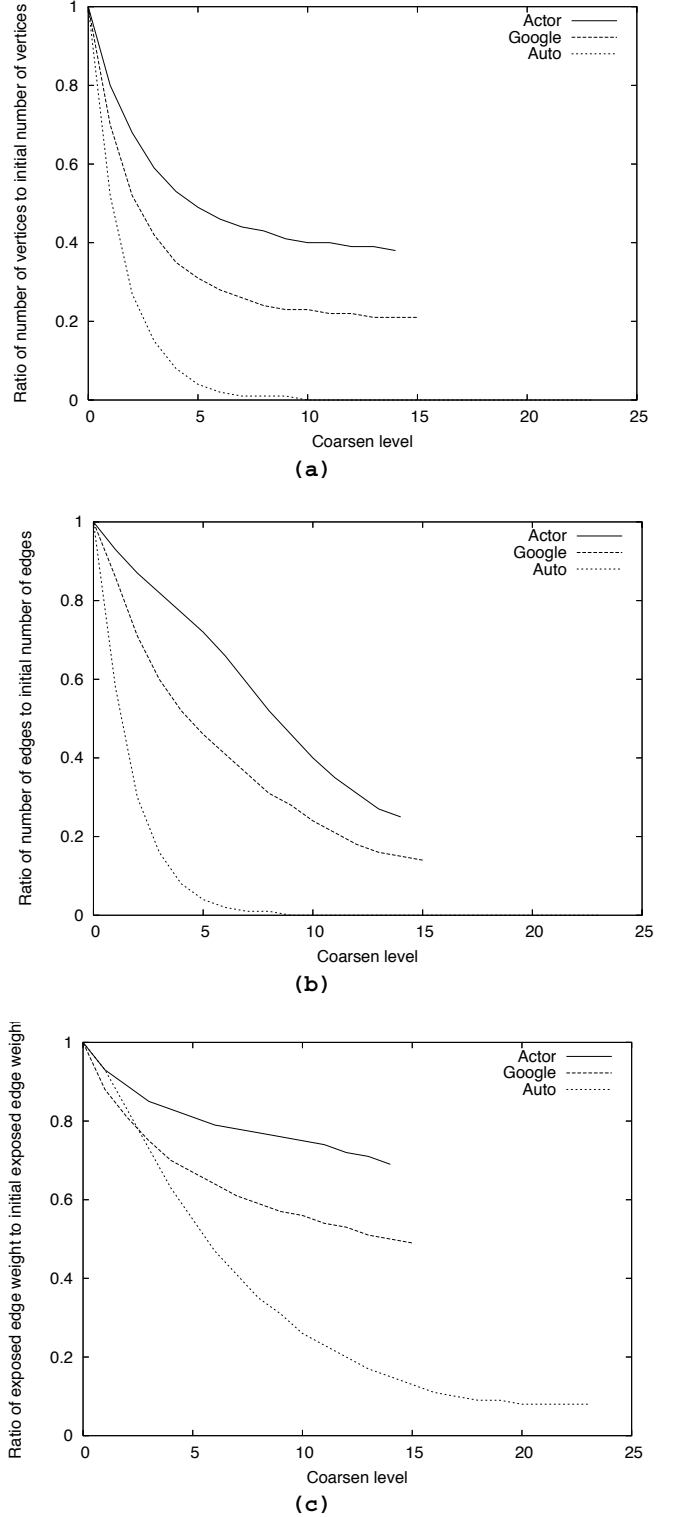 Ratio of number of vertices to initial number of vertices
1
0.8
0.6
0.4
0.2
0
Actor
Google
Auto
0 5 10 15 20 25
Coarsen level
(a)
Ratio of number of edges to initial number of edges
1
0.8
0.6
0.4
0.2
0
Actor
Google
Auto
0 5 10 15 20 25
Coarsen level
(b)
Ratio of exposed edge weight to initial exposed edge weight
1
0.8
0.6
0.4
0.2
0
Actor
Google
Auto
0 5 10 15 20 25
Coarsen level
(c)